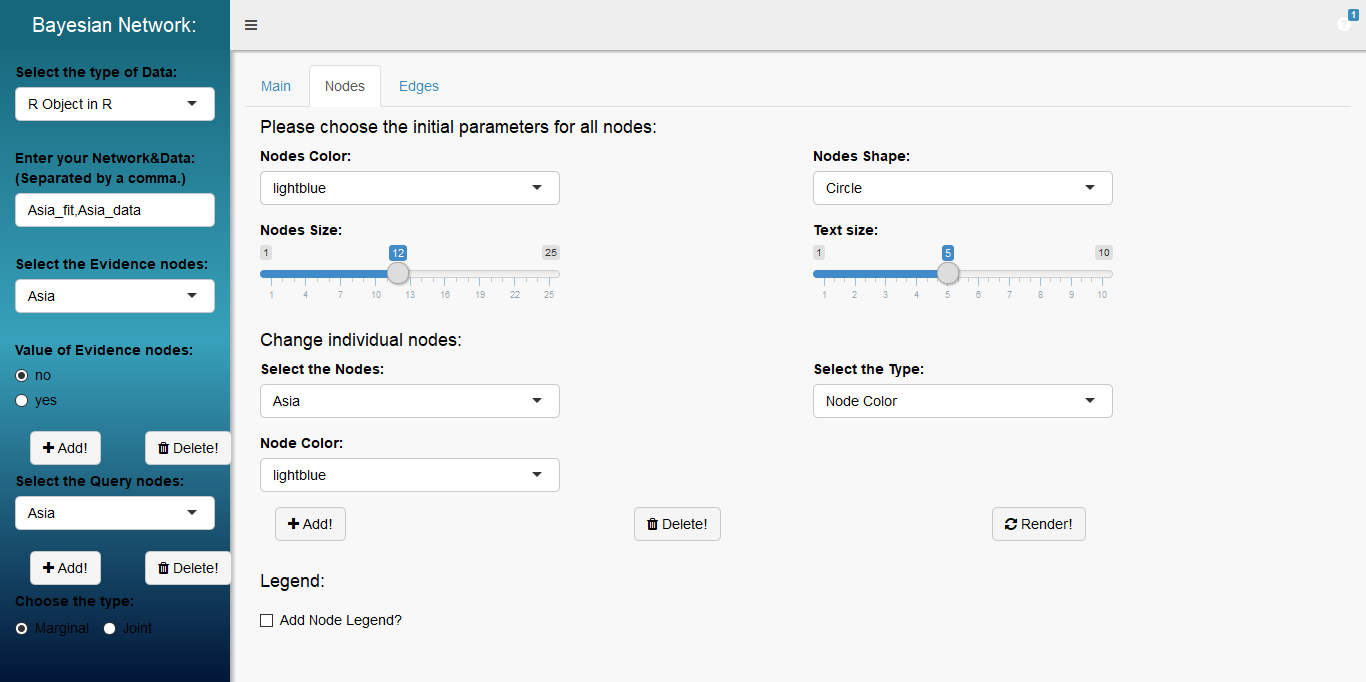 Bayesian Network:
1
Select the type of Data:
R Object in R
Enter your Network&Data:
(Separated by a comma.)
Asia_fit,Asia_data
Select the Evidence nodes:
Asia
Value of Evidence nodes:
no
yes
Add! Delete!
Select the Query nodes:
Asia
Add! Delete!
Choose the type:
Marginal Joint
Main Nodes Edges
Please choose the initial parameters for all nodes:
Nodes Color: Nodes Shape:
lightblue Circle
Nodes Size: Text size:
1 12 25 1 5 10
1 4 7 10 13 16 19 22 25 1 2 3 4 5 6 7 8 9 10
Change individual nodes:
Select the Nodes: Select the Type:
Asia Node Color
Node Color:
lightblue
Add! Delete! Render!
Legend:
Add Node Legend?